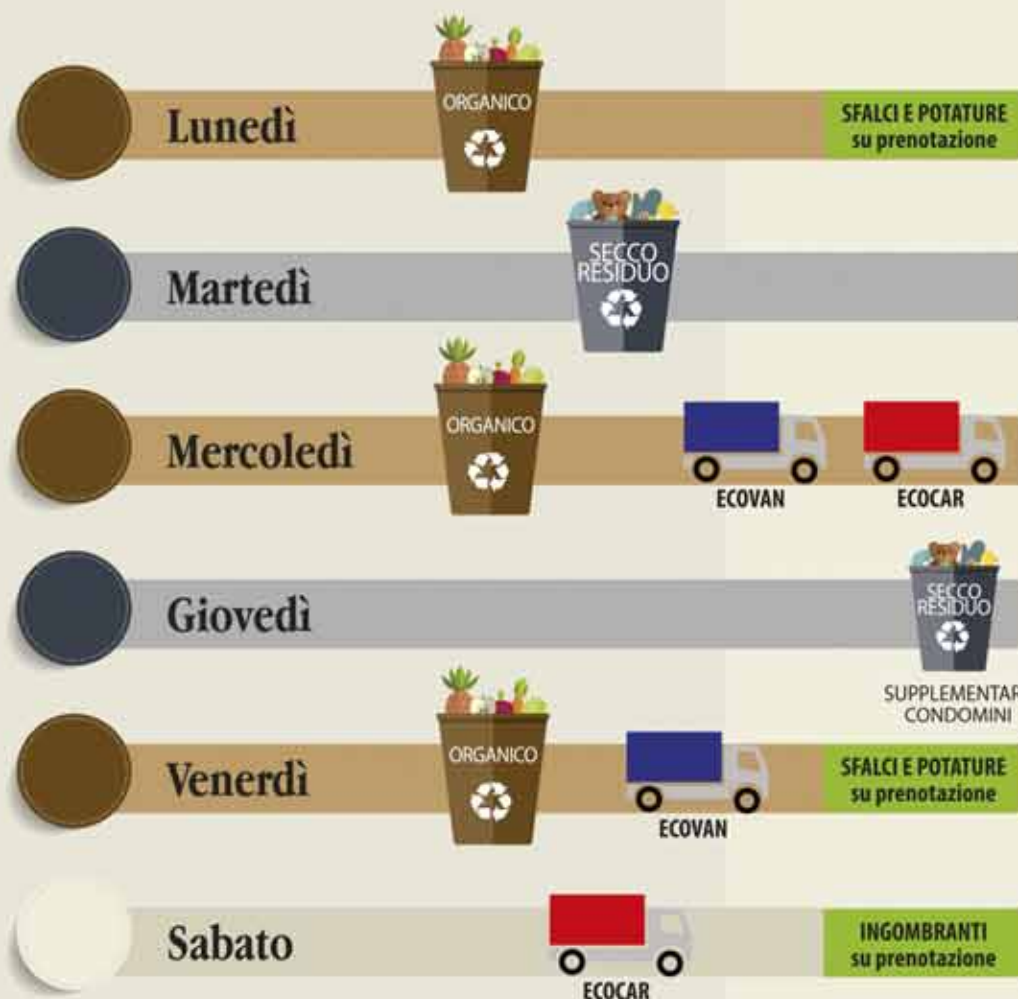 Lunedì
ORGANICO
SFALCI E POTATURE
su prenotazione
Martedì
SECCO
RESIDUO
Mercoledì
ORGANICO
ECOVAN
ECOCAR
Giovedì
SECCO
RESIDUO
SUPPLEMENTAR
CONDOMINI
Venerdì
ORGANICO
ECOVAN
SFALCI E POTATURE
su prenotazione
Sabato
ECOCAR
INGOMBRANTI
su prenotazione